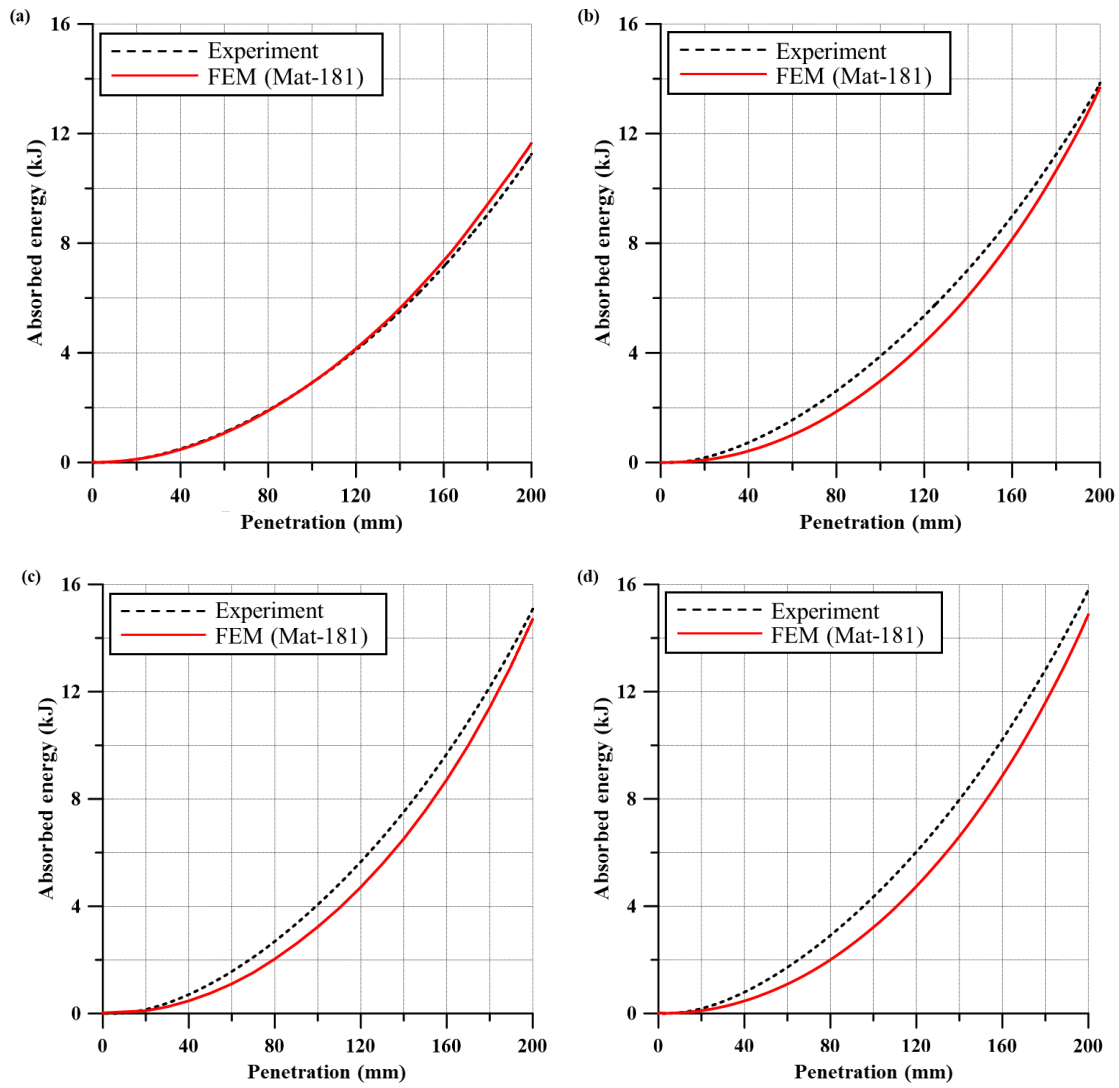 (a)
Experiment
FEM (Mat-181)
Absorbed energy (kJ)
16
12
8
4
0
0 40 80 120 160 200
Penetration (mm)
(b)
Experiment
FEM (Mat-181)
Absorbed energy (kJ)
16
12
8
4
0
0 40 80 120 160 200
Penetration (mm)
(c)
Experiment
FEM (Mat-181)
Absorbed energy (kJ)
16
12
8
4
0
0 40 80 120 160 200
Penetration (mm)
(d)
Experiment
FEM (Mat-181)
Absorbed energy (kJ)
16
12
8
4
0
0 40 80 120 160 200
Penetration (mm)